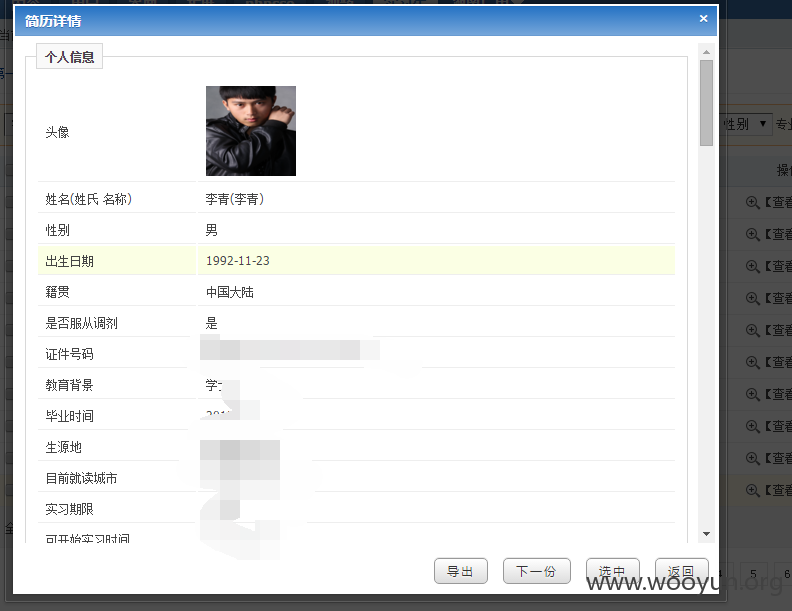 简历详情 ×
个人信息
头像
姓名(姓氏 名称) 李青(李青)
性别 男
出生日期 1992-11-23
籍贯 中国大陆
是否服从调剂 是
证件号码
教育背景 学
毕业时间
生源地
目前就读城市
实习期限
可开始实习时间
导出 下一份 选中 返回
性别 ▼ 专业
操作
【查看
【查看
【查看
【查看
【查看
【查看
【查看
【查看
【查看
【查看
4 5 6
www.wooyun.org